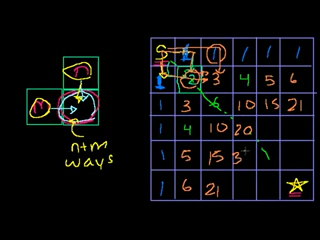 n
m
n+m
ways
S 1 1 1 1 1
1 2 3 4 5 6
1 3 6 10 15 21
1 4 10 20
1 5 15 3
1 6 21